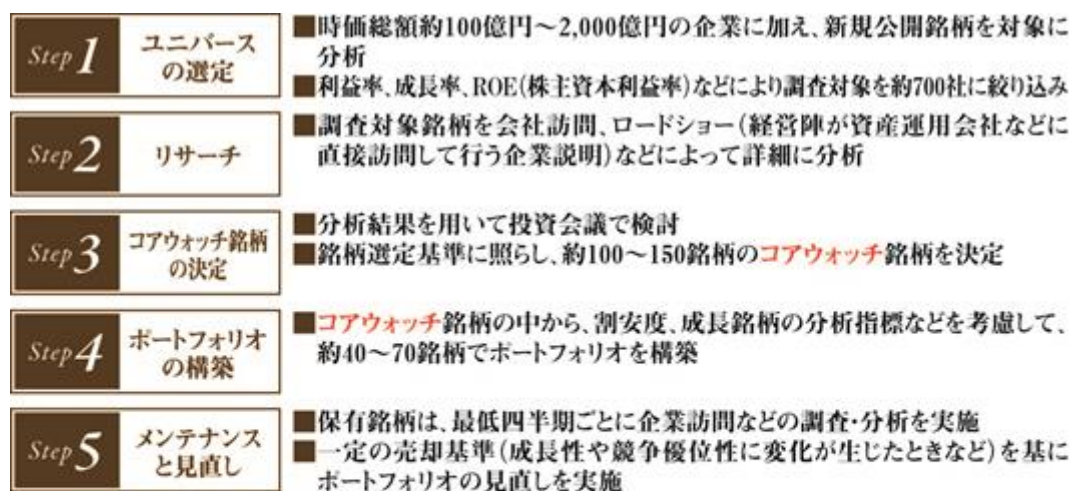 Step 1
ユニバース
の選定
■時価総額約100億円～2,000億円の企業に加え、新規公開銘柄を対象に
分析
■利益率、成長率、ROE(株主資本利益率)などにより調査対象を約700社に絞り込み
Step 2
リサーチ
■調査対象銘柄を会社訪問、ロードショー(経営陣が資産運用会社などに
直接訪問して行う企業説明)などによって詳細に分析
Step 3
コアウォッチ銘柄
の決定
■分析結果を用いて投資会議で検討
■銘柄選定基準に照らし、約100～150銘柄のコアウォッチ銘柄を決定
Step 4
ポートフォリオ
の構築
■コアウォッチ銘柄の中から、割安度、成長銘柄の分析指標などを考慮して、
約40～70銘柄でポートフォリオを構築
Step 5
メンテナンス
と見直し
■保有銘柄は、最低四半期ごとに企業訪問などの調査・分析を実施
■一定の売却基準(成長性や競争優位性に変化が生じたときなど)を基に
ポートフォリオの見直しを実施